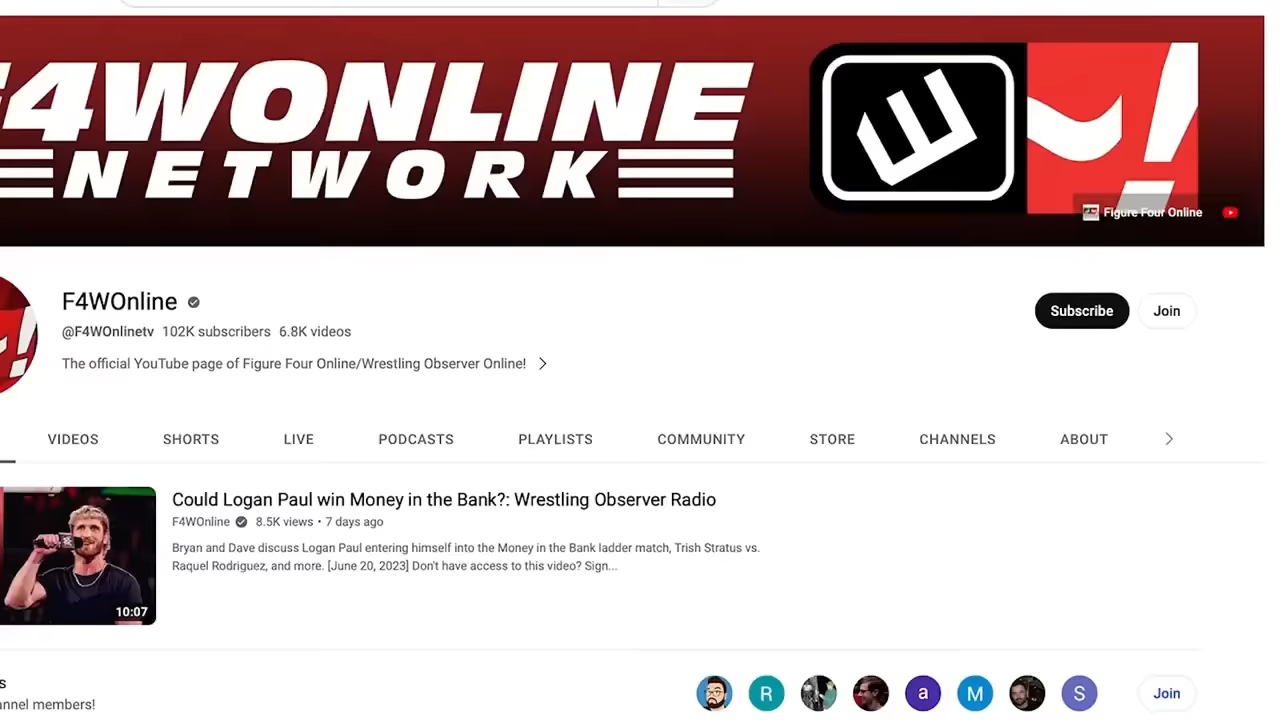 F4WONLINE
NETWORK
Figure Four Online
F4WOnline
@F4WOnlinetv 102K subscribers 6.8K videos
The official YouTube page of Figure Four Online/Wrestling Observer Online!
Subscribe
Join
VIDEOS SHORTS LIVE PODCASTS PLAYLISTS COMMUNITY STORE CHANNELS ABOUT
10:07
Could Logan Paul win Money in the Bank?: Wrestling Observer Radio
F4WOnline 8.5K views • 7 days ago
Bryan and Dave discuss Logan Paul entering himself into the Money in the Bank ladder match, Trish Stratus vs.
Raquel Rodriguez, and more. [June 20, 2023] Don't have access to this video? Sign...
R a M S
Join
members!